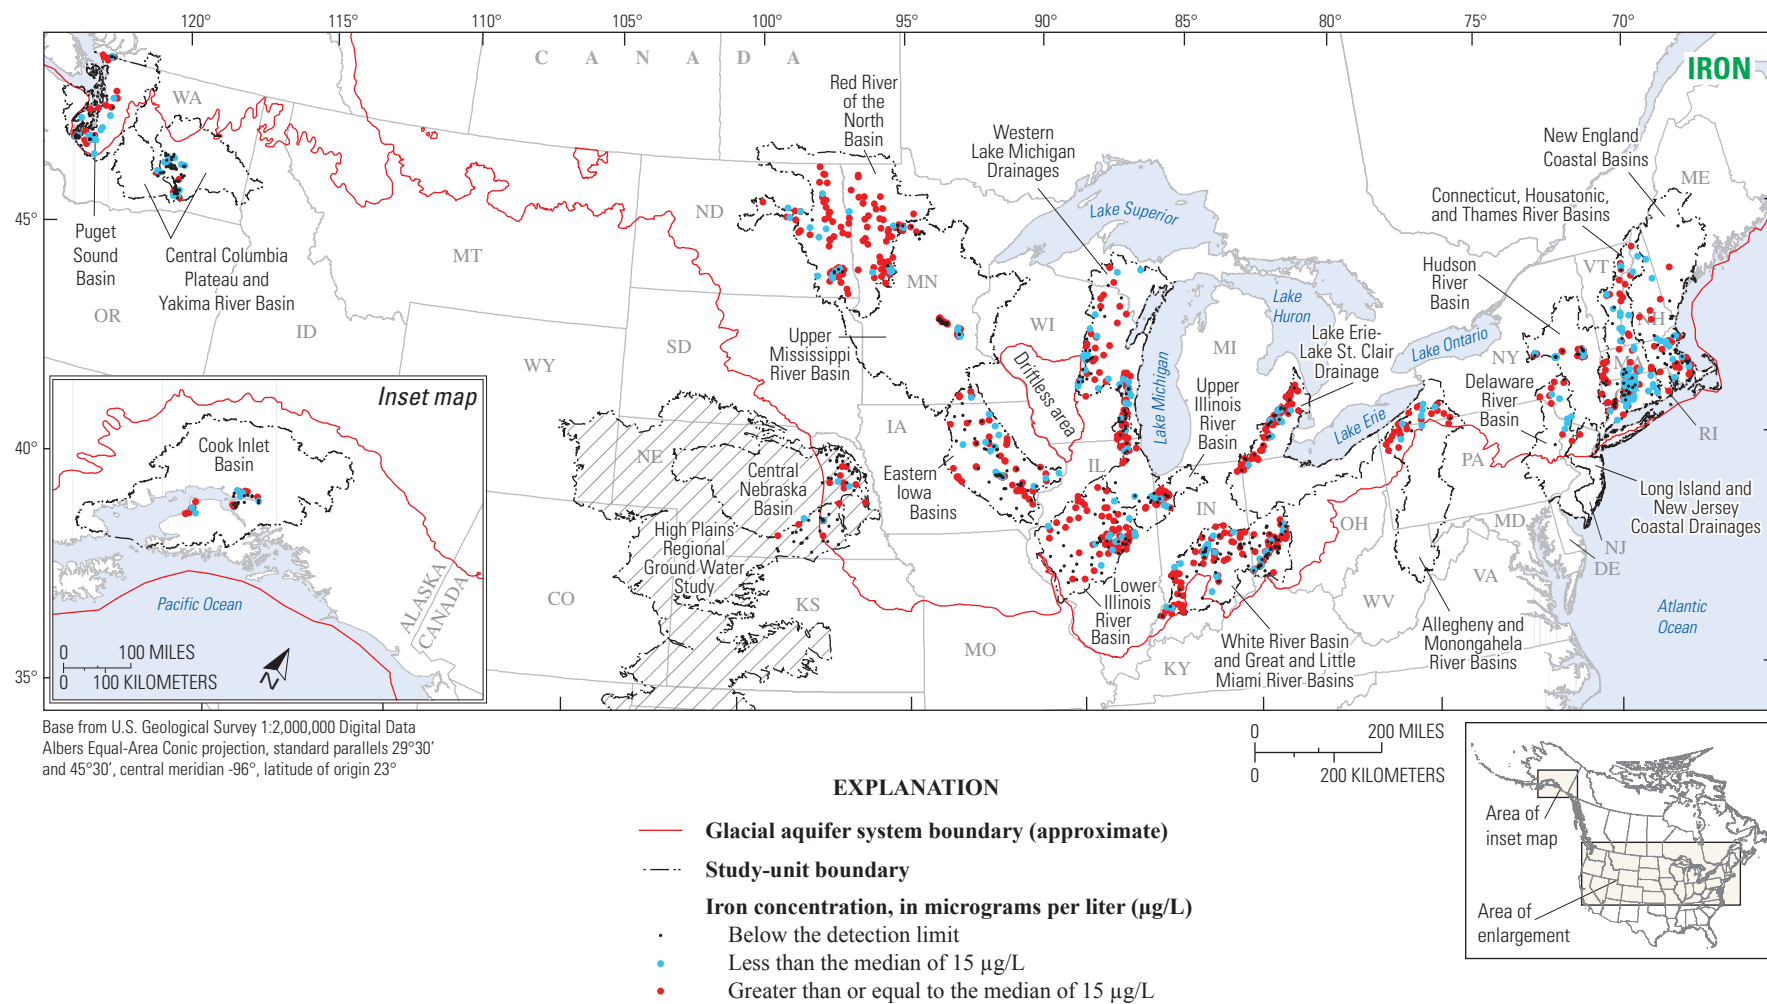 120°
115°
110°
105°
100°
95°
90°
85°
80°
75°
70°
IRON
C A N A D A
45°
40°
35°
WA
OR
ID
MT
ND
SD
WY
NE
CO
KS
MN
IA
MO
WI
IL
MI
IN
OH
KY
WV
VA
PA
NY
VT
NH
ME
MA
RI
MD
NJ
DE
Red River
of the
North
Basin
Western
Lake Michigan
Drainages
New England
Coastal Basins
Connecticut, Housatonic,
and Thames River Basins
Hudson
River
Basin
Lake Superior
Lake
Huron
Lake Michigan
Lake Ontario
Lake Erie
Lake Erie-
Lake St. Clair
Drainage
Puget
Sound
Basin
Central Columbia
Plateau and
Yakima River Basin
Upper
Mississippi
River Basin
Driftless area
Upper
Illinois
River
Basin
Delaware
River
Basin
Eastern
Iowa
Basins
Central
Nebraska
Basin
High Plains
Regional
Ground Water
Study
Lower
Illinois
River
Basin
White River Basin
and Great and Little
Miami River Basins
Allegheny and
Monongahela
River Basins
Long Island and
New Jersey
Coastal Drainages
Atlantic
Ocean
Inset map
Cook Inlet
Basin
Pacific Ocean
ALASKA
CANADA
0 100 MILES
0 100 KILOMETERS
N
Base from U.S. Geological Survey 1:2,000,000 Digital Data
Albers Equal-Area Conic projection, standard parallels 29°30′
and 45°30′, central meridian -96°, latitude of origin 23°
0 200 MILES
0 200 KILOMETERS
Area of
inset map
Area of
enlargement
EXPLANATION
Glacial aquifer system boundary (approximate)
Study-unit boundary
Iron concentration, in micrograms per liter (µg/L)
Below the detection limit
Less than the median of 15 µg/L
Greater than or equal to the median of 15 µg/L